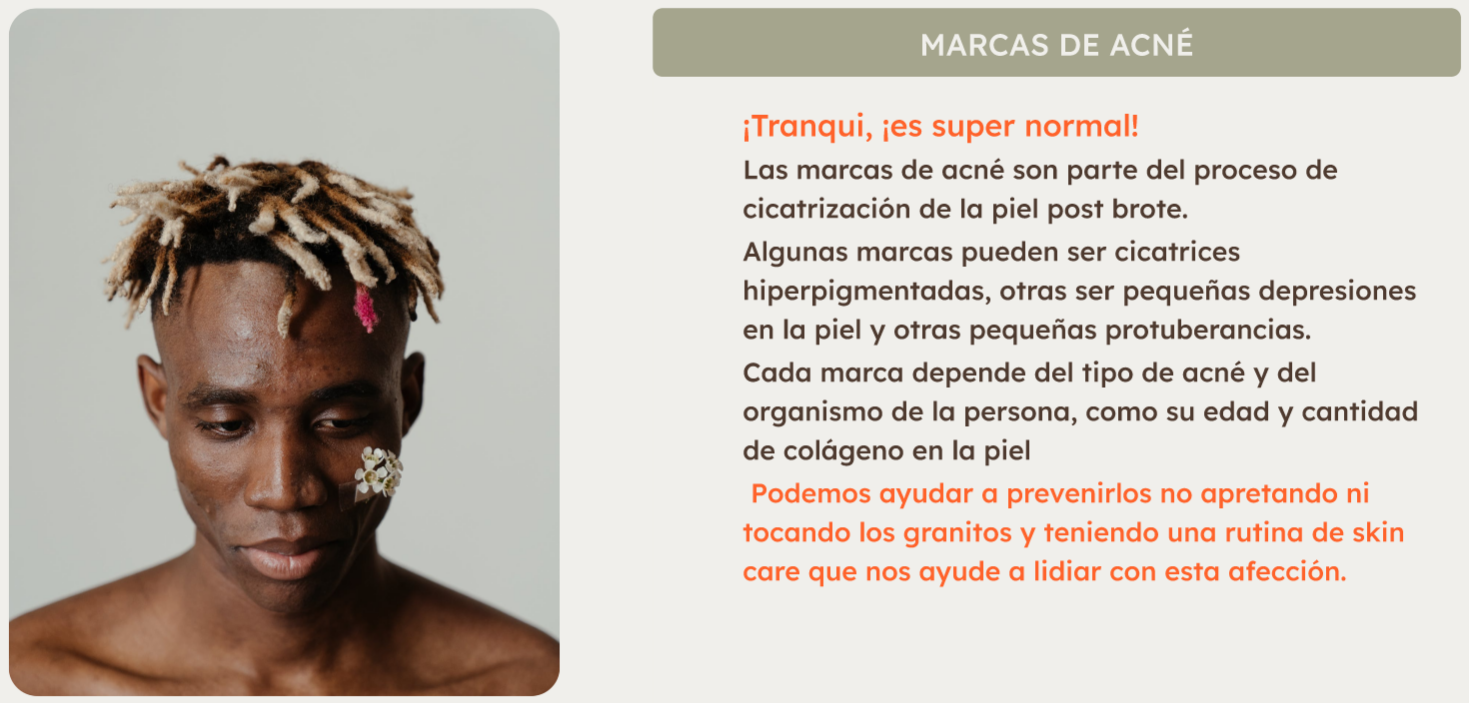 MARCAS DE ACNÉ
¡Tranqui, ¡es super normal!
Las marcas de acné son parte del proceso de
cicatrización de la piel post brote.
Algunas marcas pueden ser cicatrices
hiperpigmentadas, otras ser pequeñas depresiones
en la piel y otras pequeñas protuberancias.
Cada marca depende del tipo de acné y del
organismo de la persona, como su edad y cantidad
de colágeno en la piel
Podemos ayudar a prevenirlos no apretando ni
tocando los granitos y teniendo una rutina de skin
care que nos ayude a lidiar con esta afección.